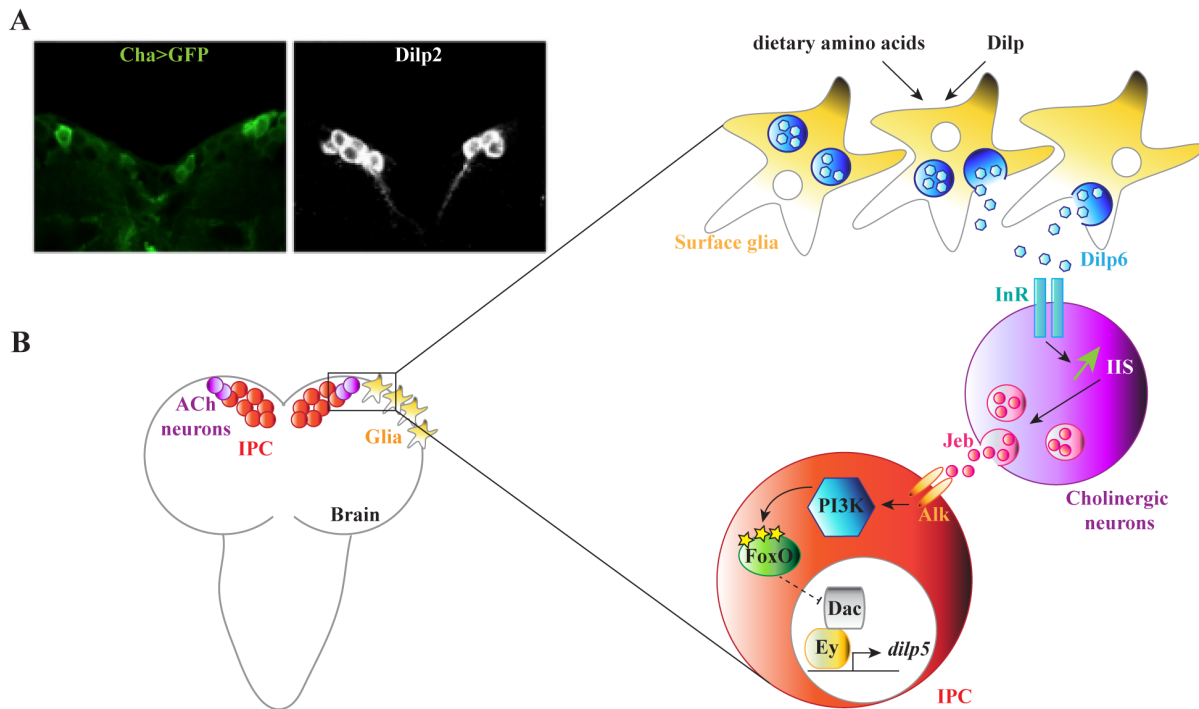 A
Cha>GFP
Dilp2
dietary amino acids
Dilp
Surface glia
Dilp6
InR
IIS
Jeb
Cholinergic
neurons
B
ACh
neurons
IPC
Glia
Brain
PI3K
Alk
FoxO
Dac
Ey
dilp5
IPC